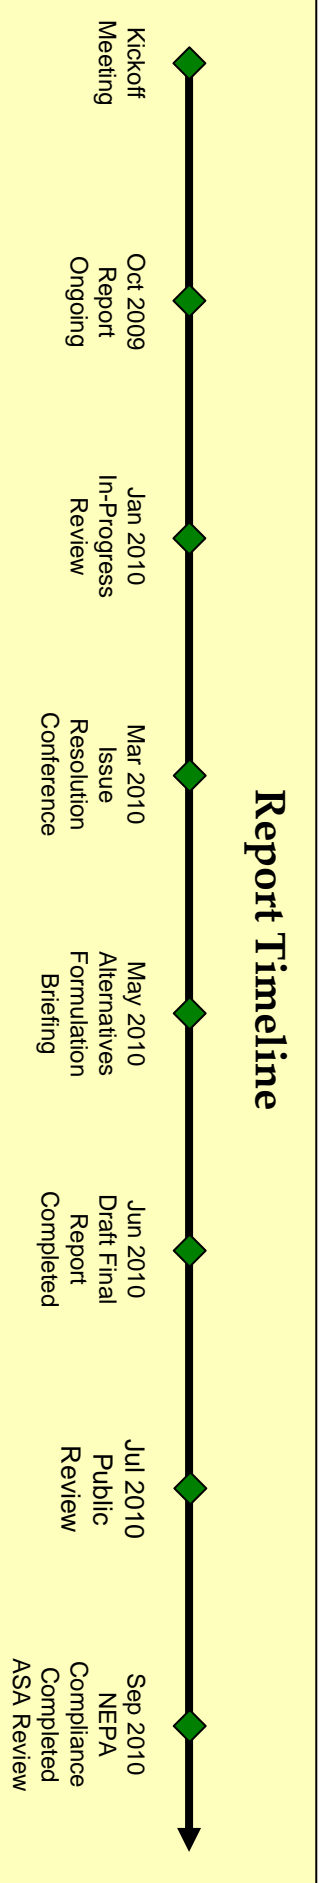 Report Timeline
Kickoff
Meeting
Oct 2009
Report
Ongoing
Jan 2010
In-Progress
Review
Mar 2010
Issue
Resolution
Conference
May 2010
Alternatives
Formulation
Briefing
Jun 2010
Draft Final
Report
Completed
Jul 2010
Public
Review
Sep 2010
NEPA
Compliance
Completed
ASA Review